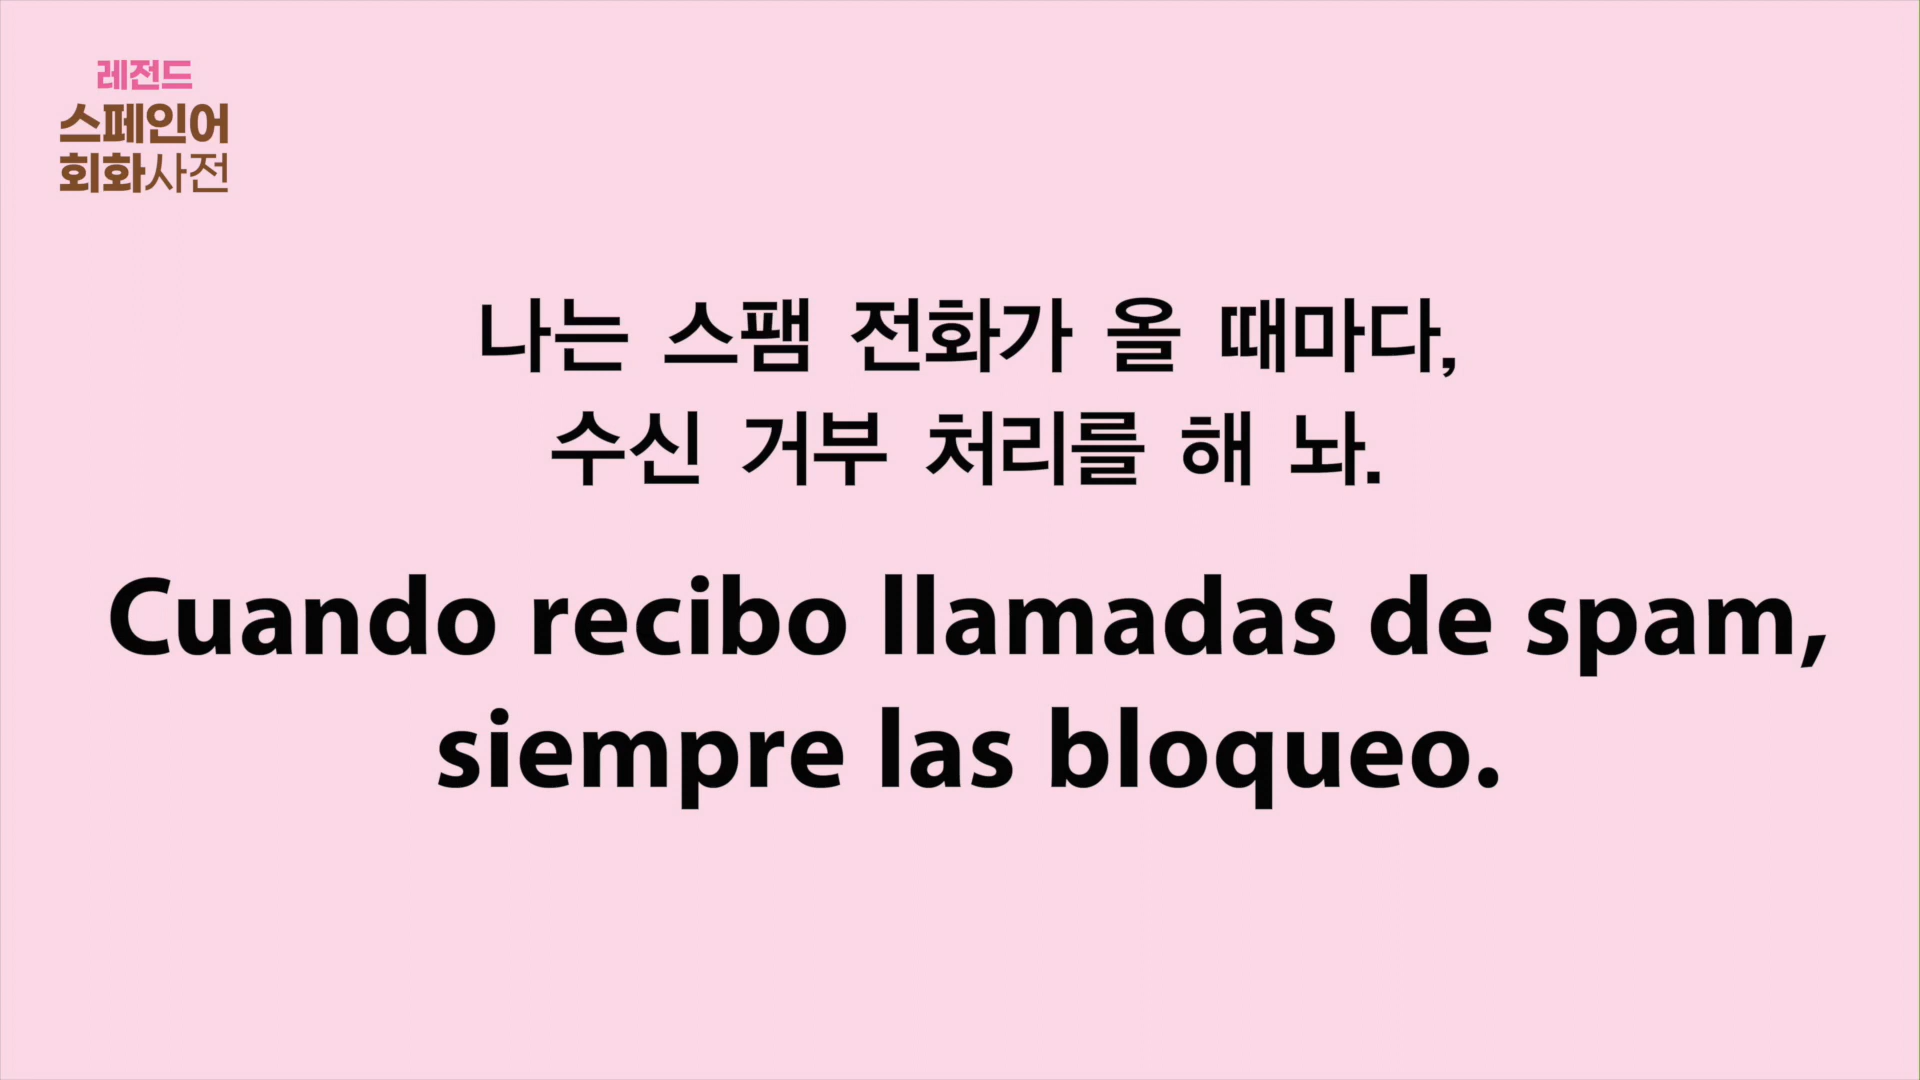 레전드
스페인어
회화사전
나는 스팸 전화가 올 때마다,
수신 거부 처리를 해 놔.
Cuando recibo llamadas de spam,
siempre las bloqueo.